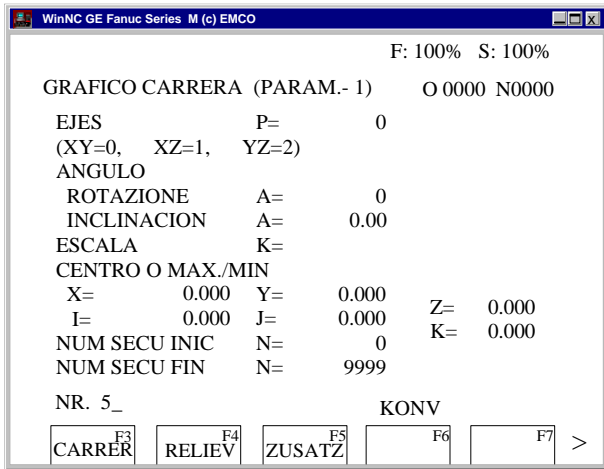 WinNC GE Fanuc Series M (c) EMCO
F: 100% S: 100%
GRAFICO CARRERA (PARAM.- 1) O 0000 N0000
EJES P= 0
(XY=0, XZ=1, YZ=2)
ANGULO
ROTAZIONE A= 0
INCLINACION A= 0.00
ESCALA K=
CENTRO O MAX./MIN
X= 0.000 Y= 0.000 Z= 0.000
I= 0.000 J= 0.000 K= 0.000
NUM SECU INIC N= 0
NUM SECU FIN N= 9999
NR. 5_ KONV
F3 F4 F5 F6 F7
CARRER RELIEV ZUSATZ >